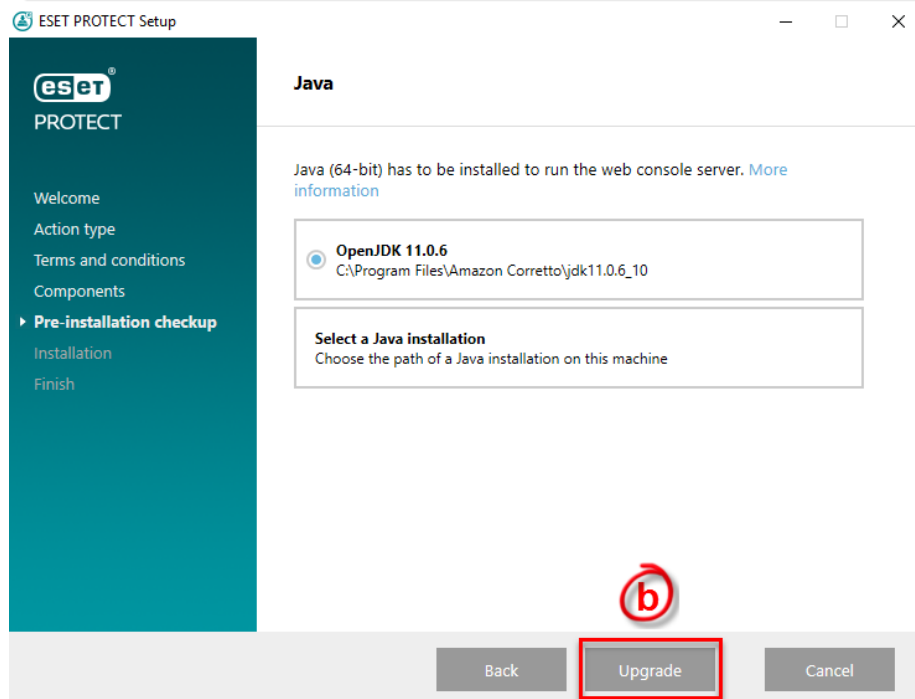 ESET PROTECT Setup
eseT®
PROTECT
Welcome
Action type
Terms and conditions
Components
Pre-installation checkup
Installation
Finish
Java
Java (64-bit) has to be installed to run the web console server. More
information
OpenJDK 11.0.6
C:\Program Files\Amazon Corretto\jdk11.0.6_10
Select a Java installation
Choose the path of a Java installation on this machine
b
Back
Upgrade
Cancel